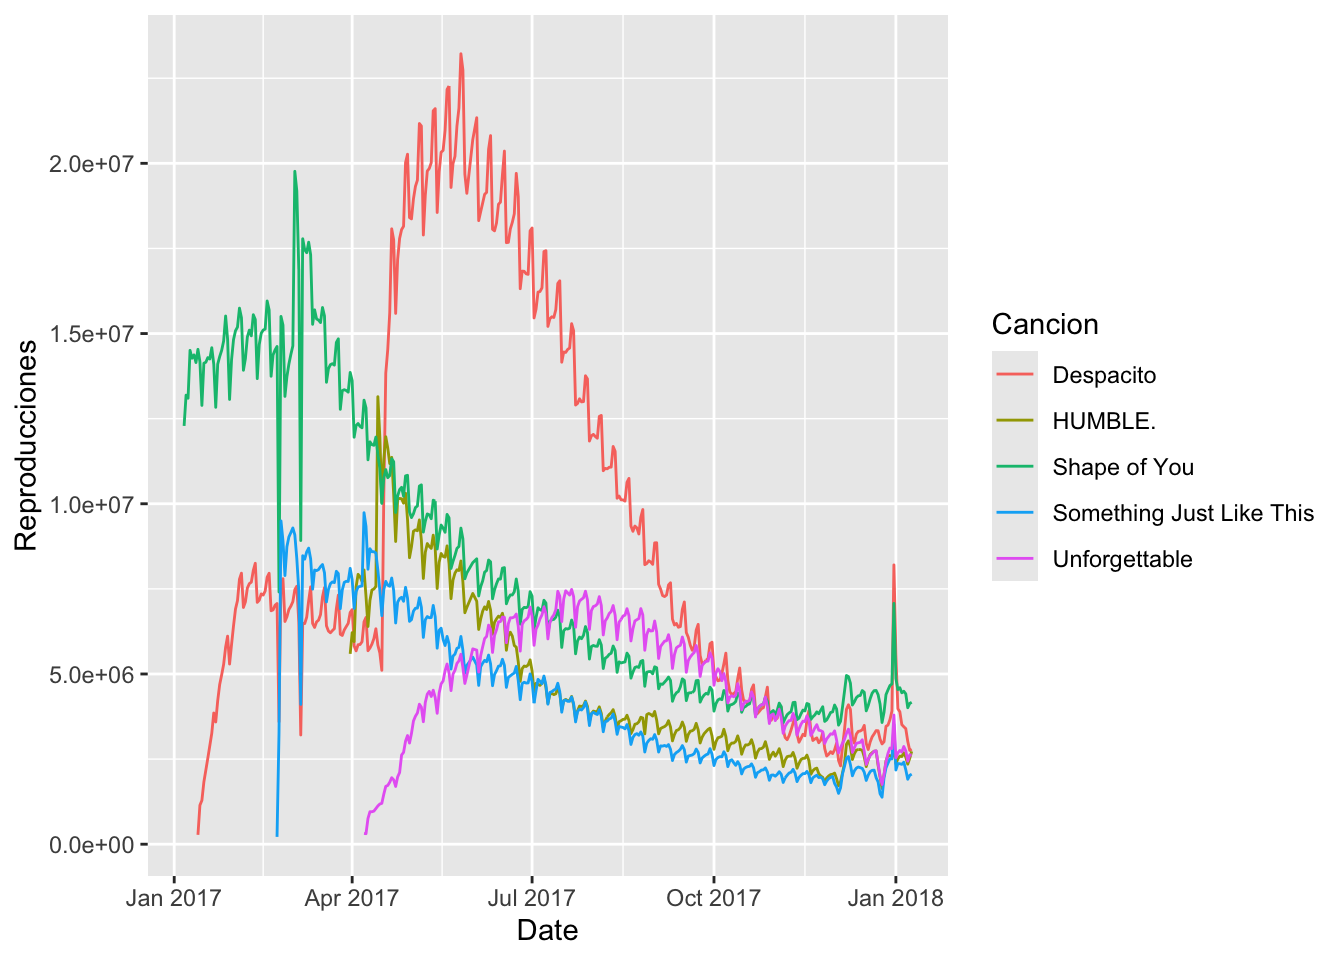 Reproducciones
2.0e+07
1.5e+07
1.0e+07
5.0e+06
0.0e+00
Jan 2017
Apr 2017
Jul 2017
Oct 2017
Jan 2018
Date
Cancion
Despacito
HUMBLE.
Shape of You
Something Just Like This
Unforgettable